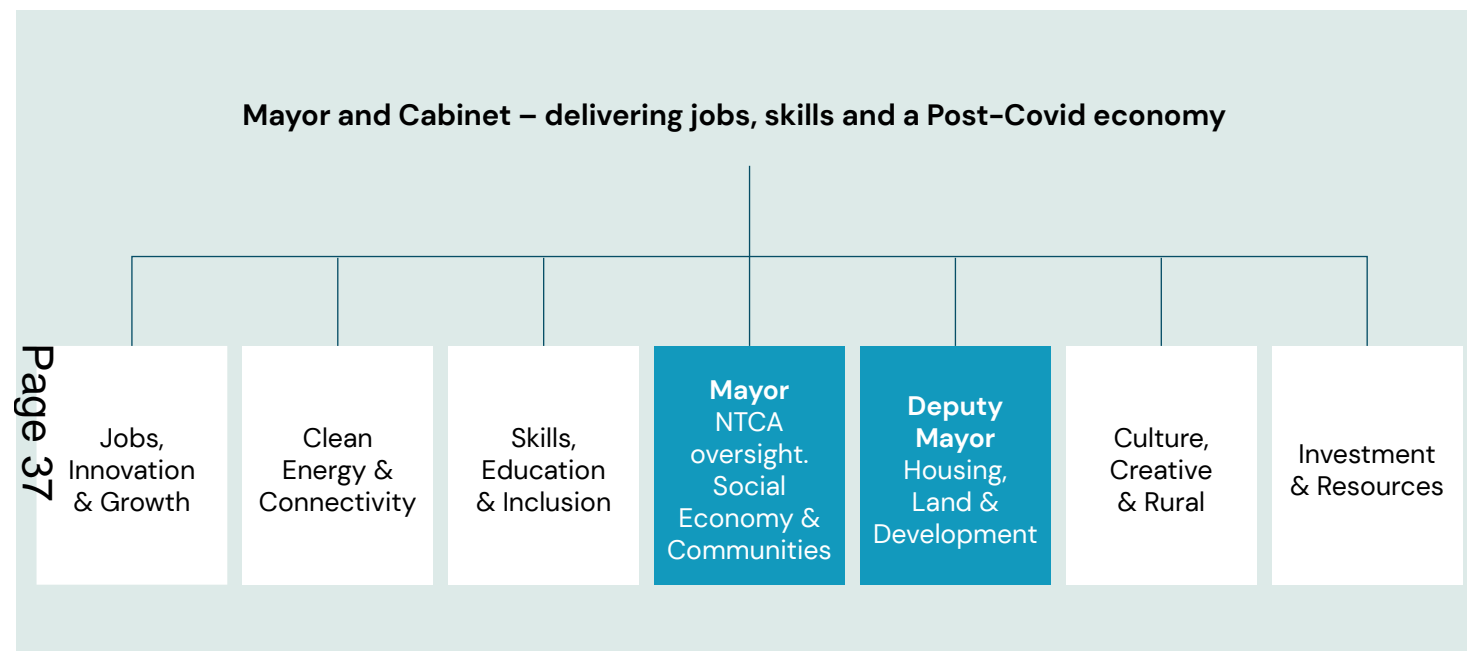 Mayor and Cabinet – delivering jobs, skills and a Post-Covid economy
Page 37
Jobs,
Innovation
& Growth
Clean
Energy &
Connectivity
Skills,
Education
& Inclusion
Mayor
NTCA
oversight.
Social
Economy &
Communities
Deputy
Mayor
Housing,
Land &
Development
Culture,
Creative
& Rural
Investment
& Resources